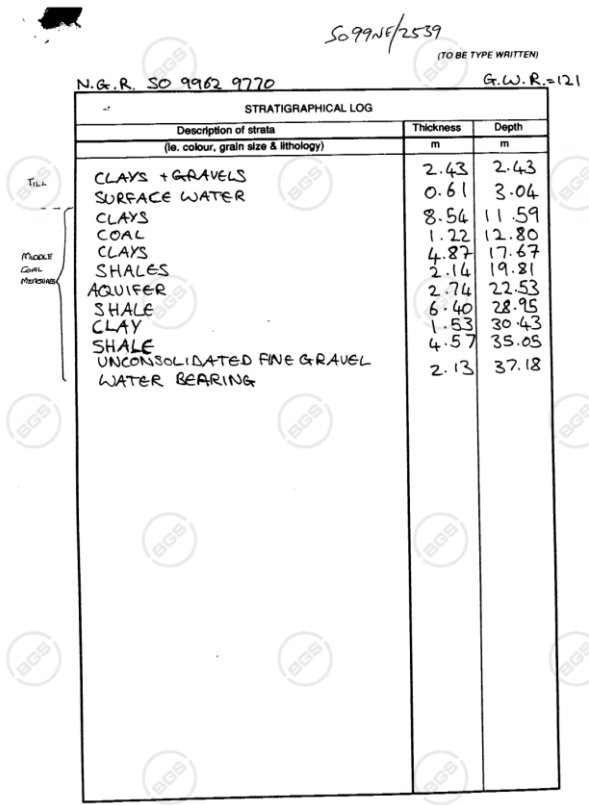 SO99NE/2539
(TO BE TYPE WRITTEN)
N.G.R. SO 9962 9770 G.W.R.=121
STRATIGRAPHICAL LOG
Description of strata Thickness Depth
(Ie. colour, grain size & lithology) m m
TILL CLAYS + GRAVELS 2.43 2.43
SURFACE WATER 0.61 3.04
CLAYS 8.54 11.59
COAL 1.22 12.80
MIDDLE COAL MEASURES CLAYS 4.87 17.67
SHALES 2.14 19.81
AQUIFER 2.74 22.53
SHALE 6.40 28.95
CLAY 1.53 30.43
SHALE 4.57 35.05
UNCONSOLIDATED FINE GRAVEL
WATER BEARING 2.13 37.18
BGS